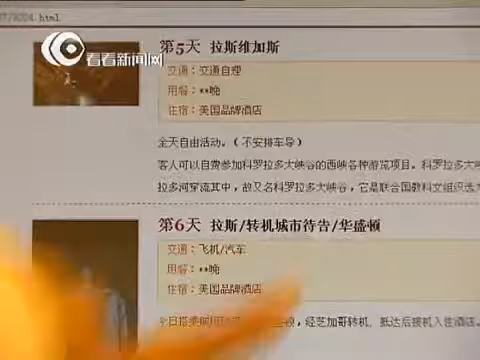 .html
看看新闻网
第5天 拉斯维加斯
交通：交通自理
用餐：**晚
住宿：美国品牌酒店
全天自由活动。（不安排车导）
客人可以自费参加科罗拉多大峡谷的西峡各种游览项目。科罗拉多大
拉多河穿流其中，故又名科罗拉多大峡谷，它是联合国教科文组织选
第6天 拉斯/转机城市待告/华盛顿
交通：飞机/汽车
用餐：**晚
住宿：美国品牌酒店
今日搭乘 经芝加哥转机，抵达后接机入住酒店。